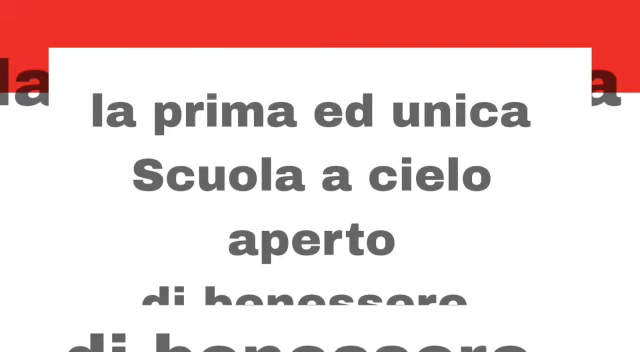 la prima ed unica
Scuola a cielo
aperto
di benessere